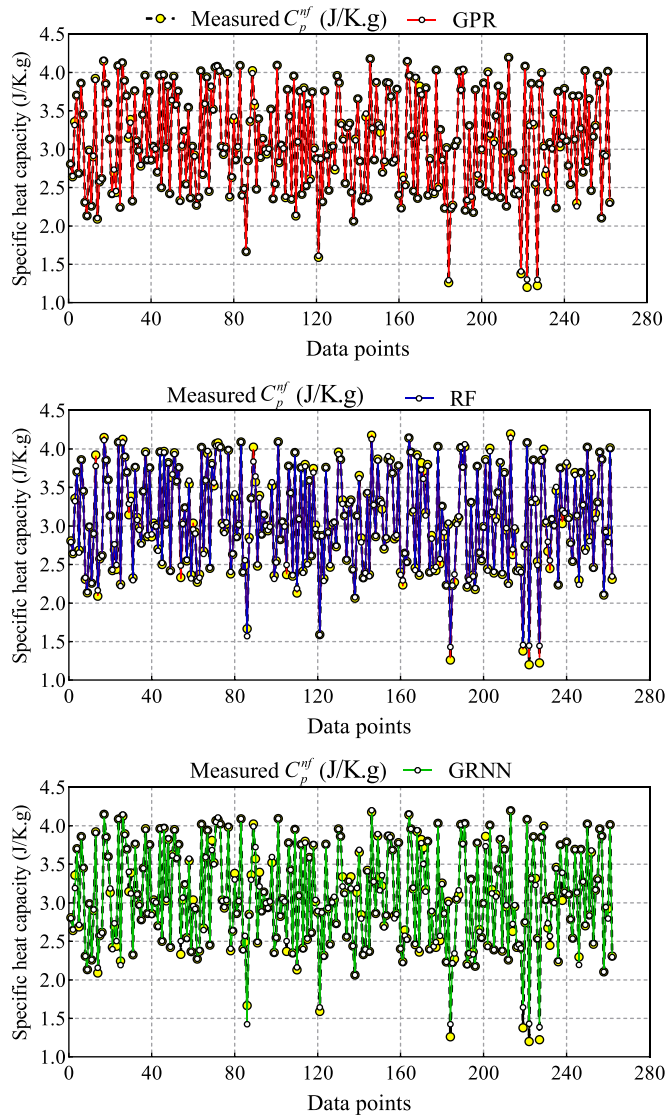 Measured C_p^{nf} (J/K.g) GPR
4.5
4.0
3.5
3.0
2.5
2.0
1.5
1.0
Specific heat capacity (J/K.g)
0 40 80 120 160 200 240 280
Data points
Measured C_p^{nf} (J/K.g) RF
4.5
4.0
3.5
3.0
2.5
2.0
1.5
1.0
Specific heat capacity (J/K.g)
0 40 80 120 160 200 240 280
Data points
Measured C_p^{nf} (J/K.g) GRNN
4.5
4.0
3.5
3.0
2.5
2.0
1.5
1.0
Specific heat capacity (J/K.g)
0 40 80 120 160 200 240 280
Data points